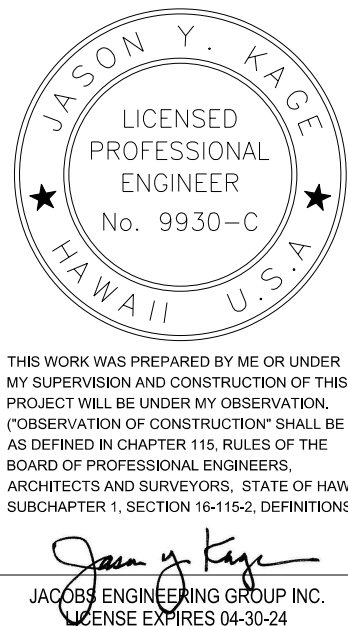 JASON Y. KAGE
LICENSED
PROFESSIONAL
ENGINEER
No. 9930-C
HAWAII U.S.A
THIS WORK WAS PREPARED BY ME OR UNDER
MY SUPERVISION AND CONSTRUCTION OF THIS
PROJECT WILL BE UNDER MY OBSERVATION.
("OBSERVATION OF CONSTRUCTION" SHALL BE
AS DEFINED IN CHAPTER 115, RULES OF THE
BOARD OF PROFESSIONAL ENGINEERS,
ARCHITECTS AND SURVEYORS, STATE OF HAW
SUBCHAPTER 1, SECTION 16-115-2, DEFINITIONS
Jason Y. Kage
JACOBS ENGINEERING GROUP INC.
LICENSE EXPIRES 04-30-24